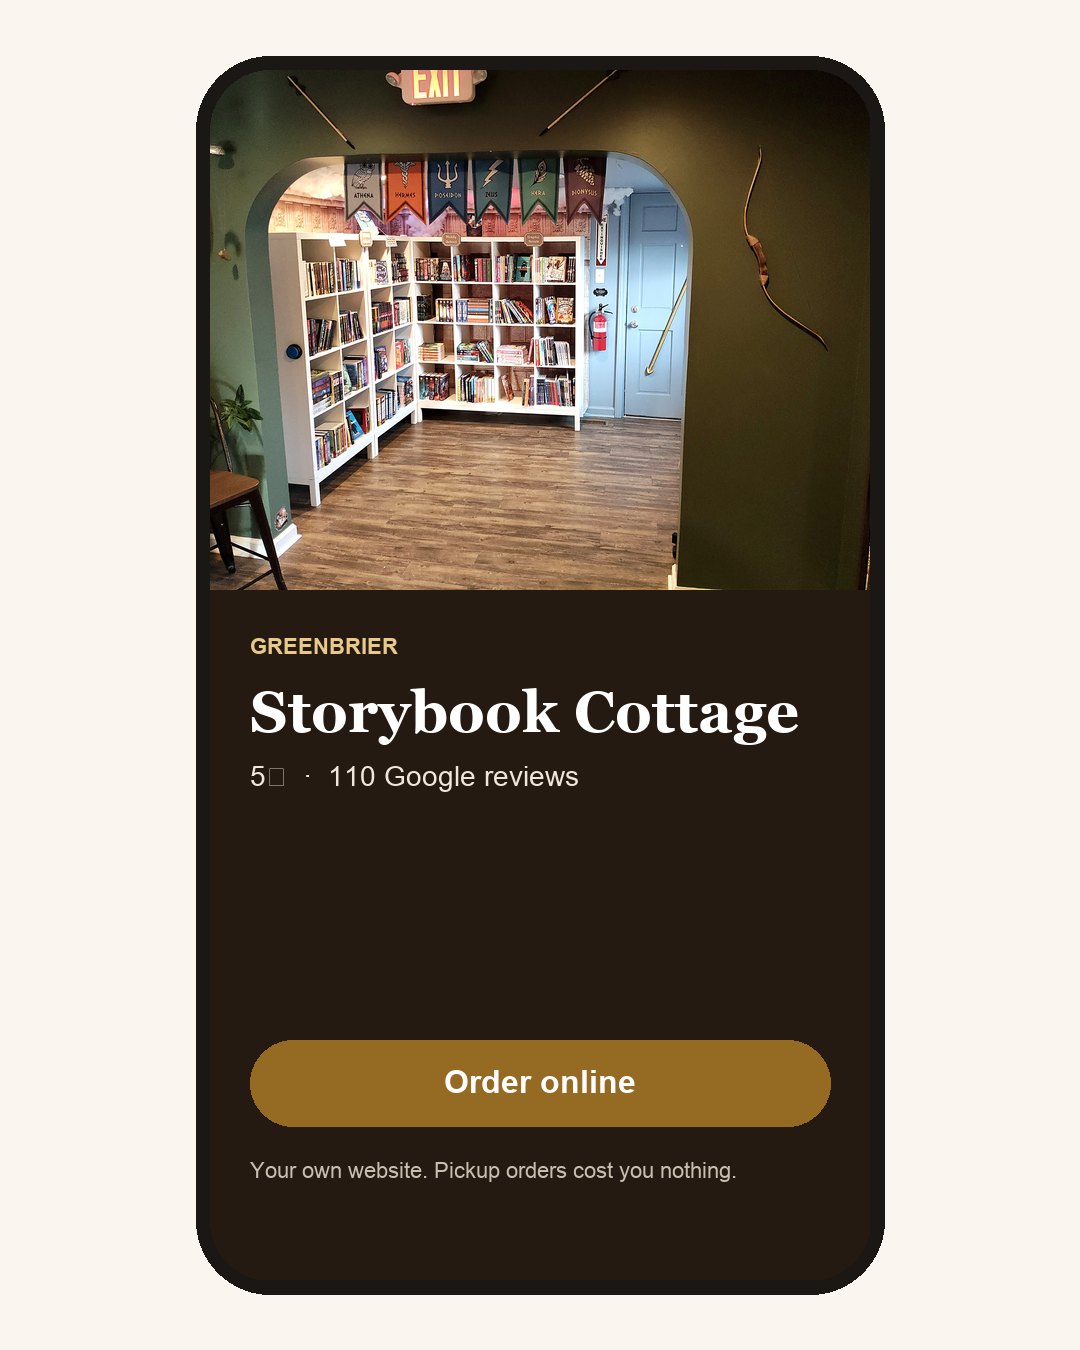 EXIT
ATHENA
HERMES
POSEIDON
ZEUS
HERA
DIONYSUS
GREENBRIER
Storybook Cottage
5□ · 110 Google reviews
Order online
Your own website. Pickup orders cost you nothing.